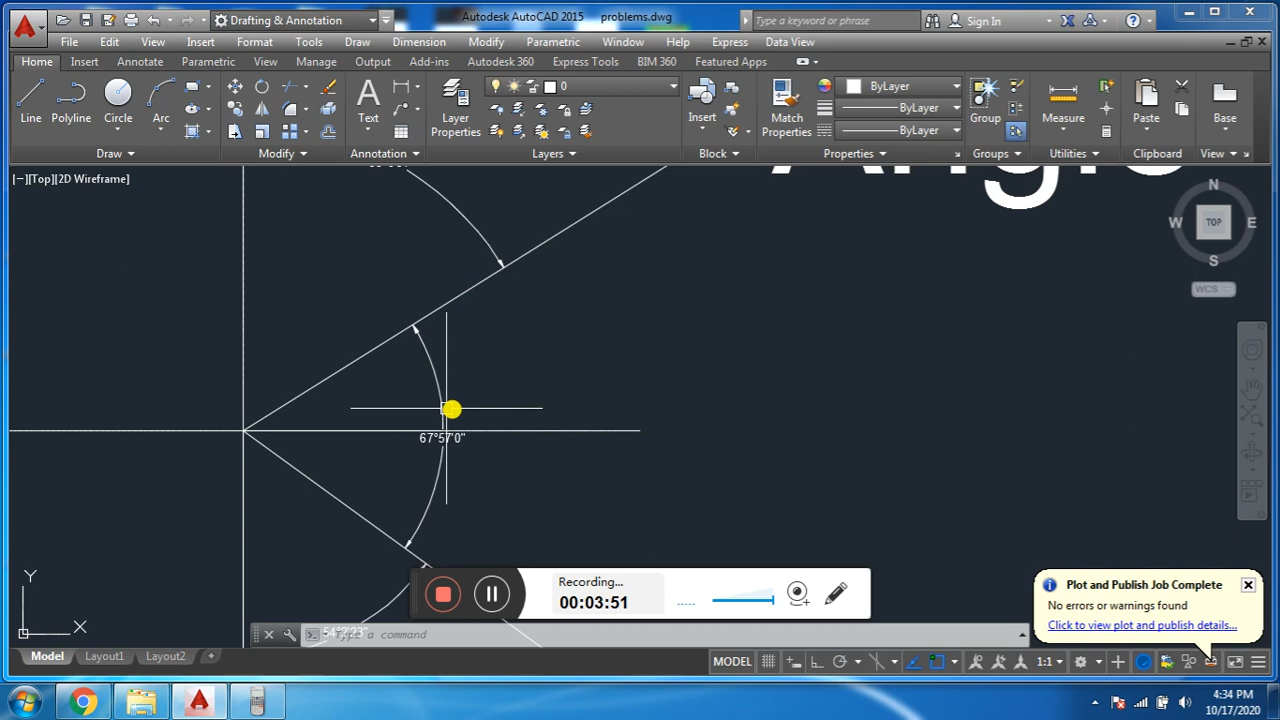 Drafting & Annotation
Autodesk AutoCAD 2015 problems.dwg
Type a keyword or phrase
Sign In
File Edit View Insert Format Tools Draw Dimension Modify Parametric Window Help Express Data View
Home Insert Annotate Parametric View Manage Output Add-ins Autodesk 360 Express Tools BIM 360 Featured Apps
0
ByLayer
ByLayer
ByLayer
Line Polyline Circle Arc Text Layer Properties Insert Match Properties Group Measure Paste Base
Draw Modify Annotation Layers Block Properties Groups Utilities Clipboard View
[−][Top][2D Wireframe]
N
W TOP E
S
WCS
67°57'0"
Y
X
Recording...
00:03:51
54°2'23"
Type a command
Plot and Publish Job Complete
No errors or warnings found
Click to view plot and publish details...
Model Layout1 Layout2 +
MODEL
1:1
4:34 PM
10/17/2020